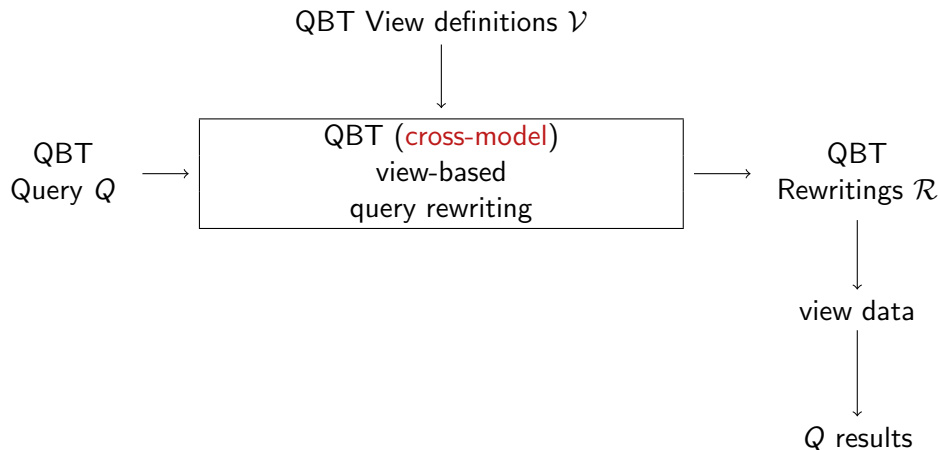 QBT View definitions 𝒱
QBT
Query Q
QBT (cross-model)
view-based
query rewriting
QBT
Rewritings ℛ
view data
Q results